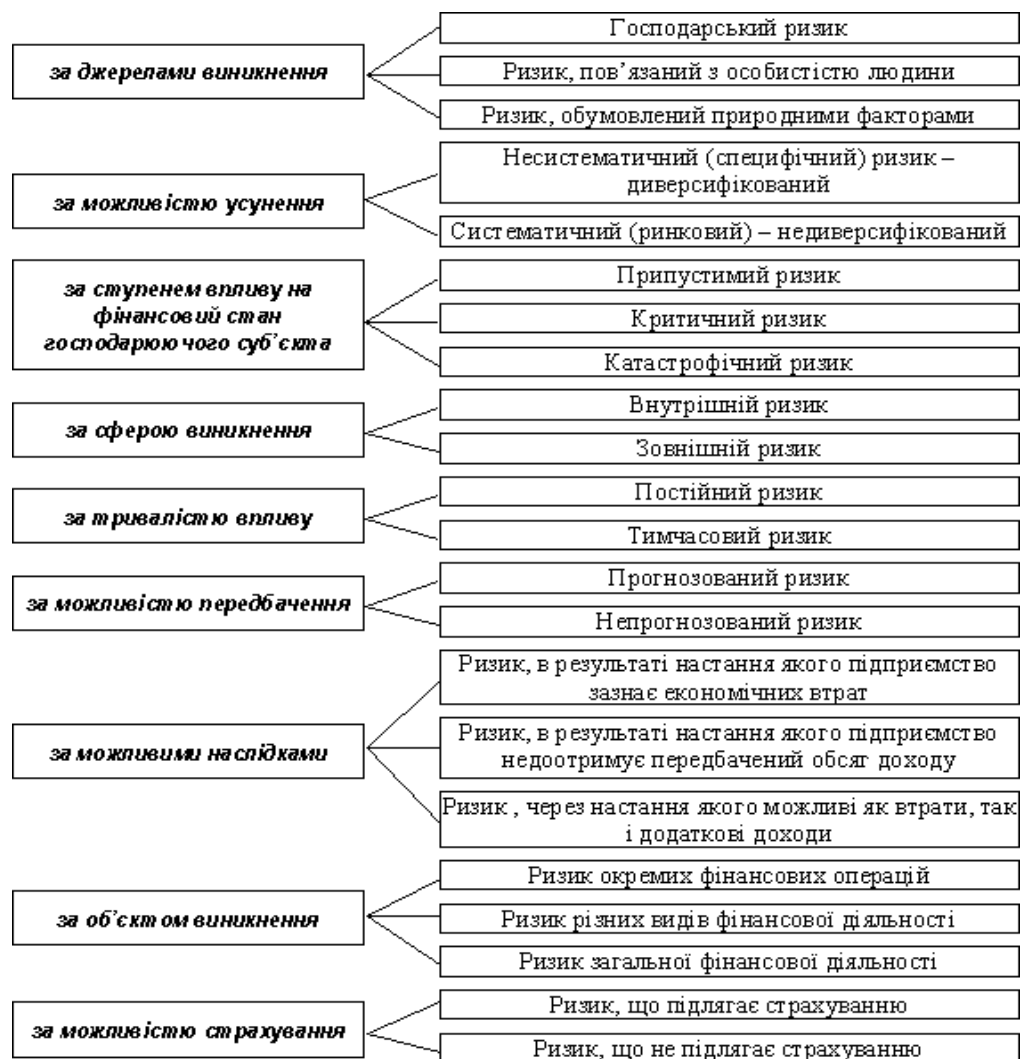 за джерелами виникнення
Господарський ризик
Ризик, пов’язаний з особистістю людини
Ризик, обумовлений природними факторами
за можливістю усунення
Несистематичний (специфічний) ризик –
диверсифікований
Систематичний (ринковий) – недиверсифікований
за ступенем впливу на
фінансовий стан
господарюючого суб’єкта
Припустимий ризик
Критичний ризик
Катастрофічний ризик
за сферою виникнення
Внутрішній ризик
Зовнішній ризик
за тривалістю впливу
Постійний ризик
Тимчасовий ризик
за можливістю передбачення
Прогнозований ризик
Непрогнозований ризик
за можливими наслідками
Ризик, в результаті настання якого підприємство
зазнає економічних втрат
Ризик, в результаті настання якого підприємство
недоотримує передбачений обсяг доходу
Ризик , через настання якого можливі як втрати, так
і додаткові доходи
за об’єктом виникнення
Ризик окремих фінансових операцій
Ризик різних видів фінансової діяльності
Ризик загальної фінансової діяльності
за можливістю страхування
Ризик, що підлягає страхуванню
Ризик, що не підлягає страхуванню